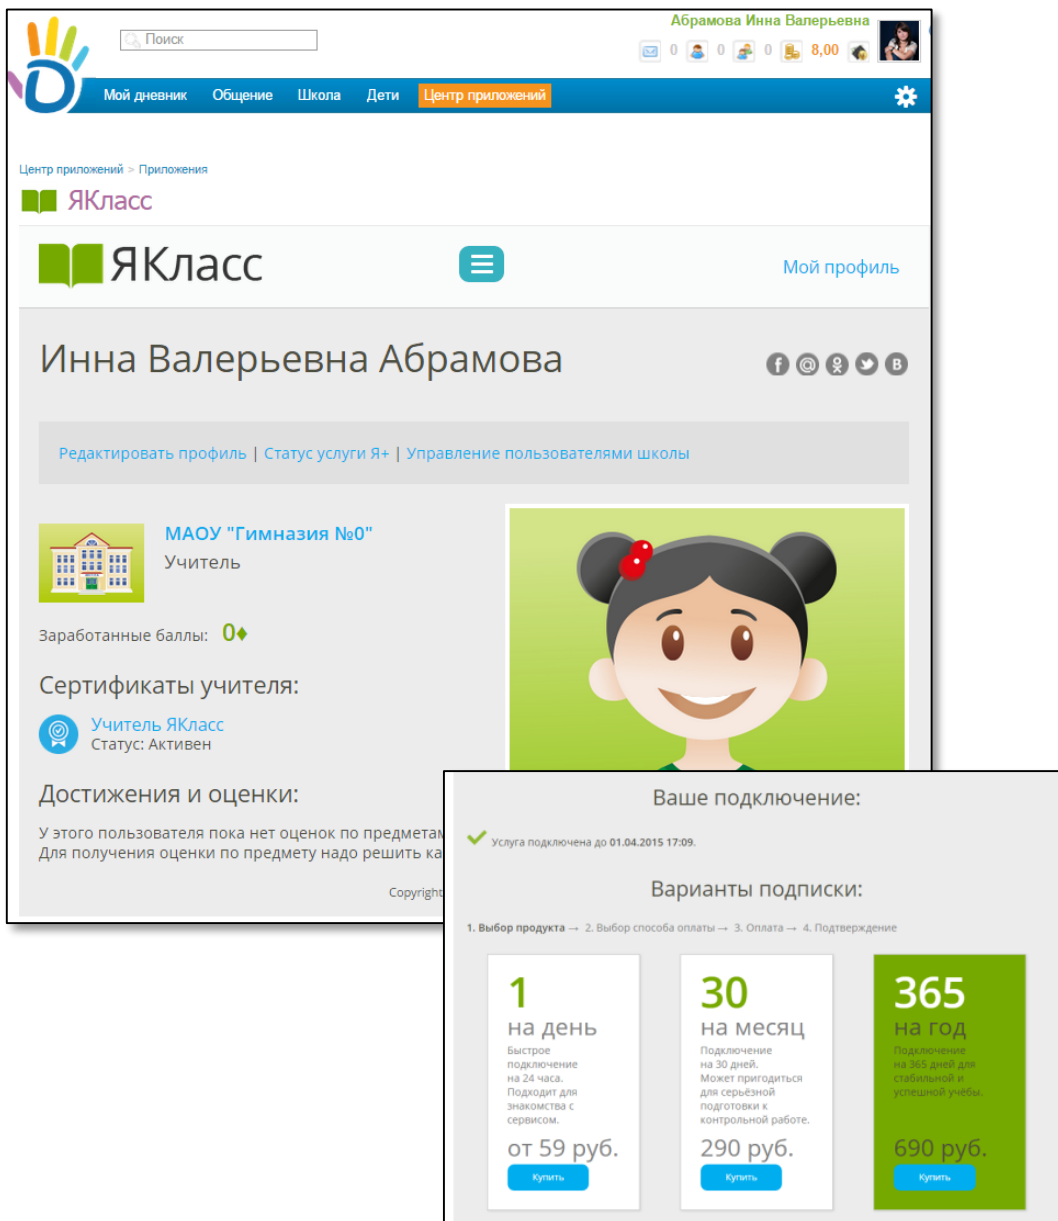 Поиск
Абрамова Инна Валерьевна
0 0 0 8,00
Мой дневник Общение Школа Дети Центр приложений
Центр приложений > Приложения
ЯКласс
ЯКласс
Мой профиль
Инна Валерьевна Абрамова
Редактировать профиль | Статус услуги Я+ | Управление пользователями школы
МАОУ "Гимназия №0"
Учитель
Заработанные баллы: 0
Сертификаты учителя:
Учитель ЯКласс
Статус: Активен
Достижения и оценки:
У этого пользователя пока нет оценок по предметам
Для получения оценки по предмету надо решить ка
Copyright
Ваше подключение:
Услуга подключена до 01.04.2015 17:09.
Варианты подписки:
1. Выбор продукта → 2. Выбор способа оплаты → 3. Оплата → 4. Подтверждение
1
на день
Быстрое
подключение
на 24 часа.
Подходит для
знакомства с
сервисом.
от 59 руб.
Купить
30
на месяц
Подключение
на 30 дней.
Может пригодиться
для серьёзной
подготовки к
контрольной работе.
290 руб.
Купить
365
на год
Подключение
на 365 дней для
стабильной и
успешной учёбы.
690 руб.
Купить